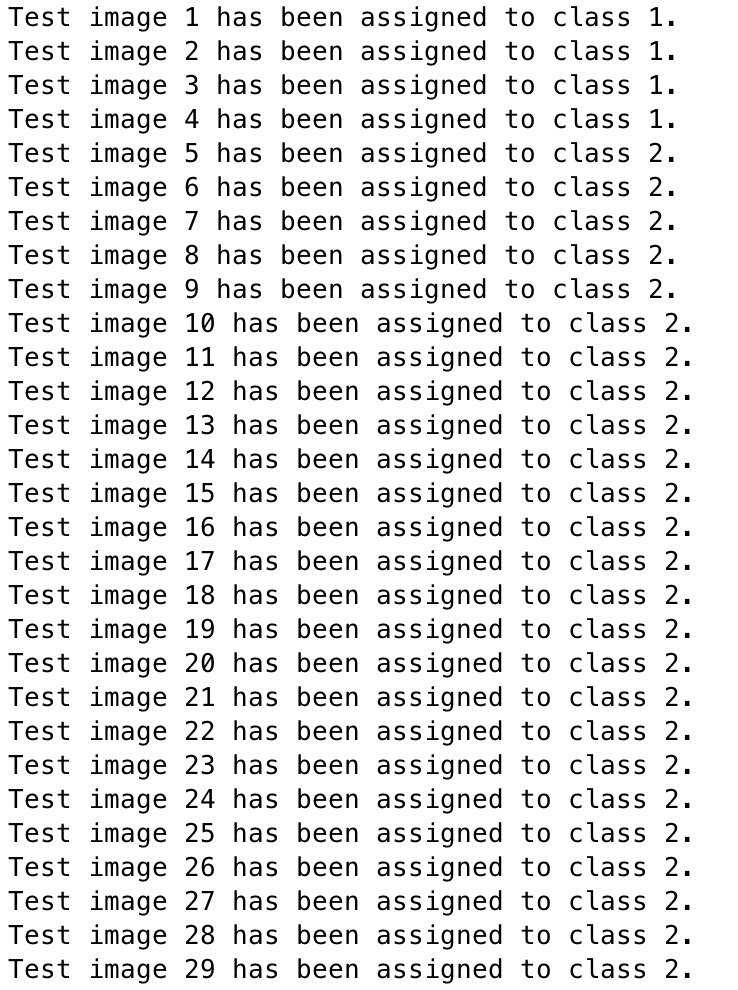 Test image 1 has been assigned to class 1.
Test image 2 has been assigned to class 1.
Test image 3 has been assigned to class 1.
Test image 4 has been assigned to class 1.
Test image 5 has been assigned to class 2.
Test image 6 has been assigned to class 2.
Test image 7 has been assigned to class 2.
Test image 8 has been assigned to class 2.
Test image 9 has been assigned to class 2.
Test image 10 has been assigned to class 2.
Test image 11 has been assigned to class 2.
Test image 12 has been assigned to class 2.
Test image 13 has been assigned to class 2.
Test image 14 has been assigned to class 2.
Test image 15 has been assigned to class 2.
Test image 16 has been assigned to class 2.
Test image 17 has been assigned to class 2.
Test image 18 has been assigned to class 2.
Test image 19 has been assigned to class 2.
Test image 20 has been assigned to class 2.
Test image 21 has been assigned to class 2.
Test image 22 has been assigned to class 2.
Test image 23 has been assigned to class 2.
Test image 24 has been assigned to class 2.
Test image 25 has been assigned to class 2.
Test image 26 has been assigned to class 2.
Test image 27 has been assigned to class 2.
Test image 28 has been assigned to class 2.
Test image 29 has been assigned to class 2.